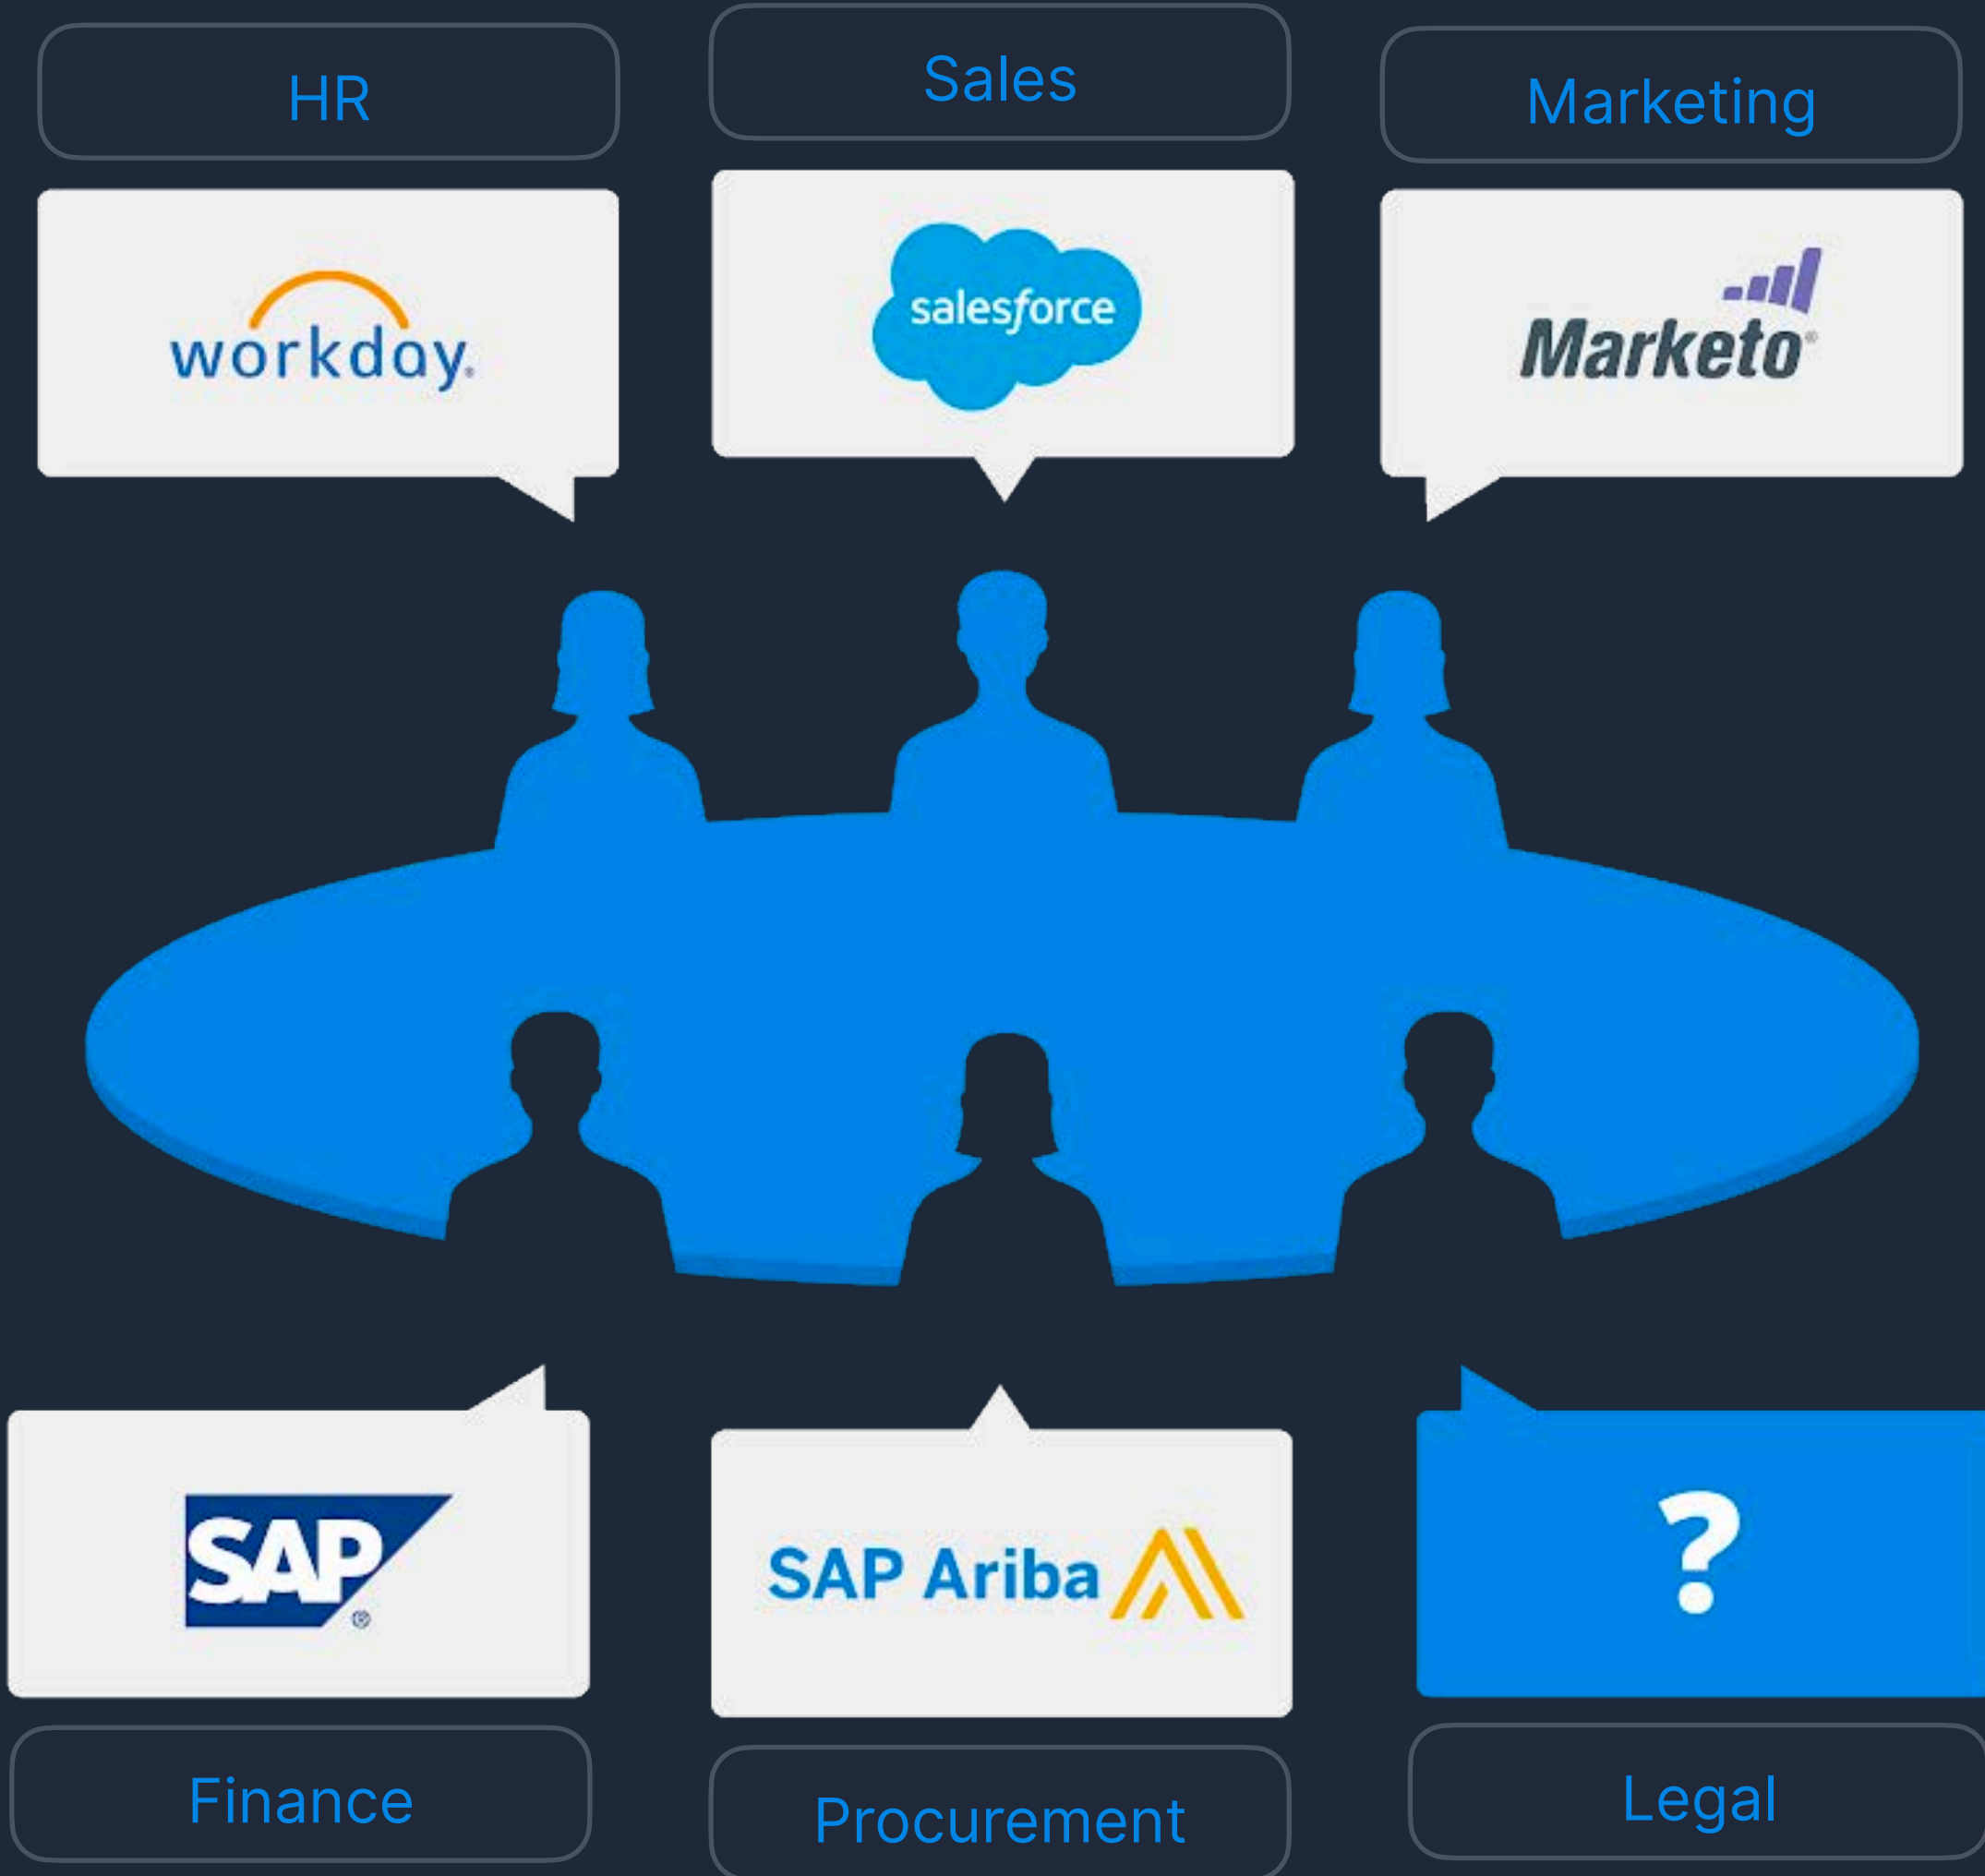 HR
Sales
Marketing
workday®
salesforce
Marketo®
SAP®
SAP Ariba
?
Finance
Procurement
Legal